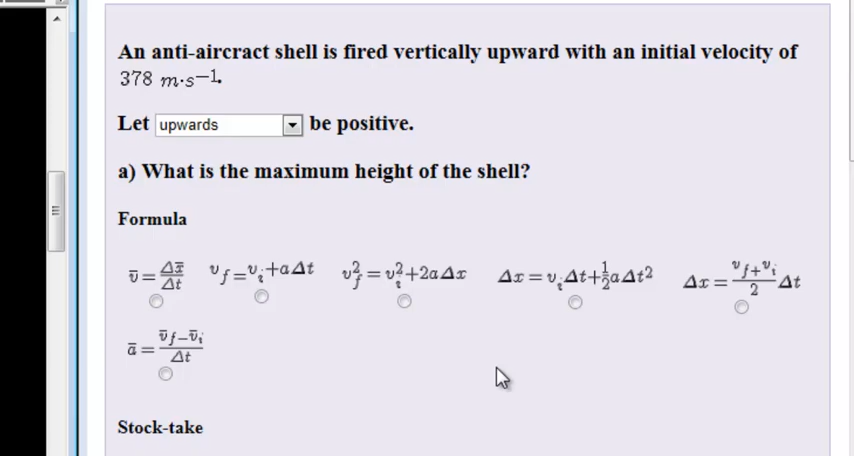 An anti-aircract shell is fired vertically upward with an initial velocity of
378 m·s⁻¹.
Let upwards be positive.
a) What is the maximum height of the shell?
Formula
v̄ = Δx̄/Δt  v_f=v_i+aΔt  v_f²=v_i²+2aΔx  Δx=v_iΔt+½aΔt²  Δx=(v_f+v_i)/2 Δt
ā = (v̄_f−v̄_i)/Δt
Stock-take